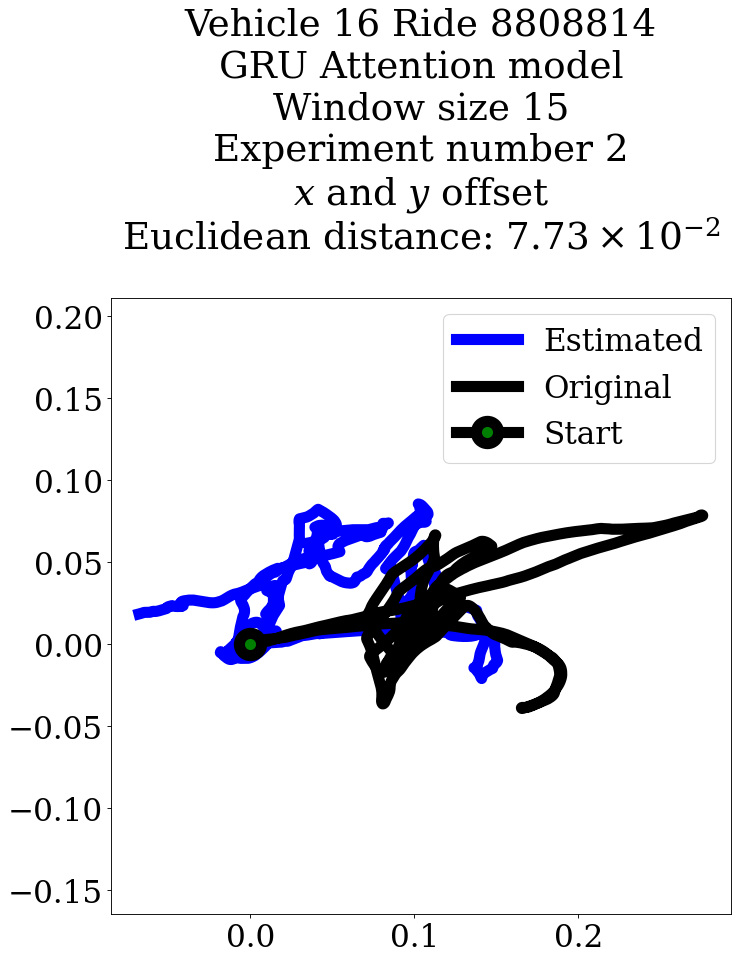 Vehicle 16 Ride 8808814
GRU Attention model
Window size 15
Experiment number 2
x and y offset
Euclidean distance: 7.73 × 10⁻²
Estimated
Original
Start
0.20
0.15
0.10
0.05
0.00
−0.05
−0.10
−0.15
0.0 0.1 0.2